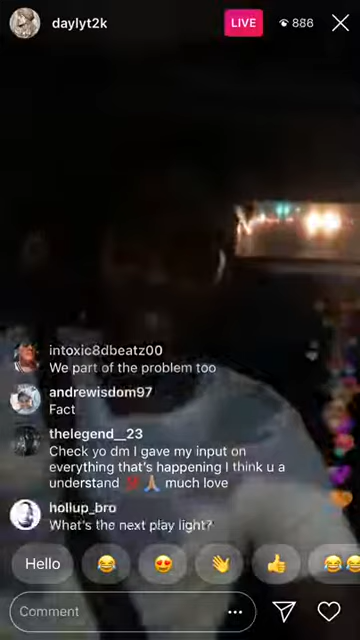 daylyt2k
LIVE
886
intoxic8dbeatz00
We part of the problem too
andrewisdom97
Fact
thelegend__23
Check yo dm I gave my input on
everything that's happening I think u a
understand 💯🙏🏽 much love
hollup_bro
What's the next play light?
Hello 😂 😍 👋 👍 😂😂
Comment